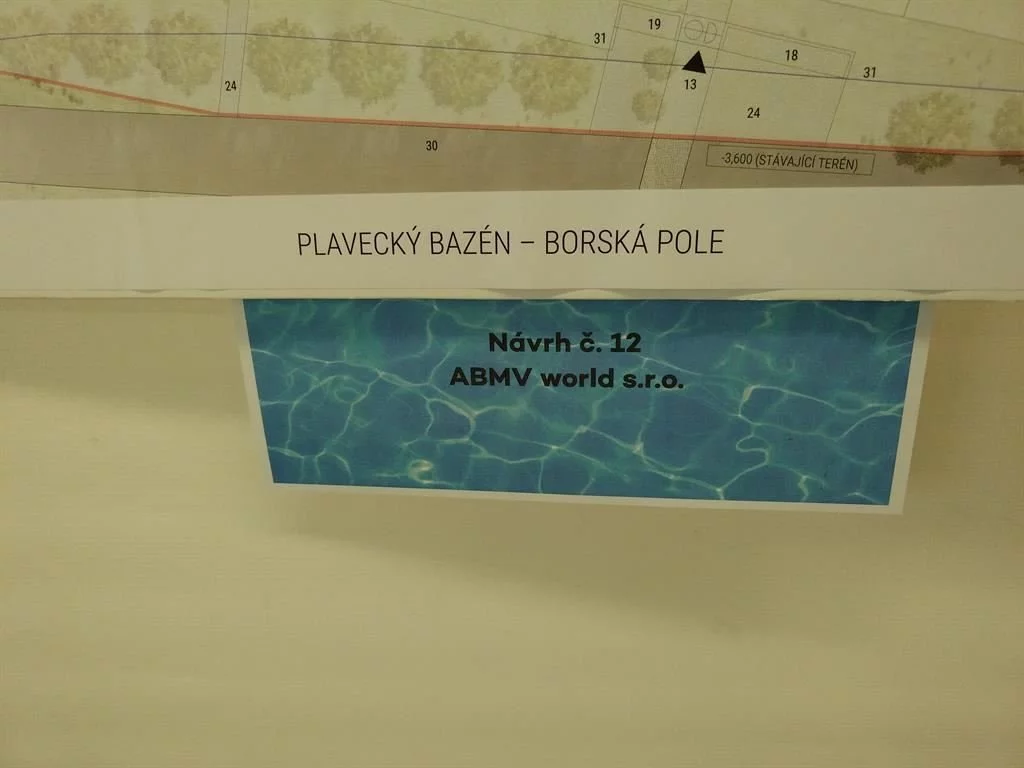 19
31
18
31
13
24
24
30
-3,600 (STÁVAJÍCÍ TERÉN)
PLAVECKÝ BAZÉN – BORSKÁ POLE
Návrh č. 12
ABMV world s.r.o.